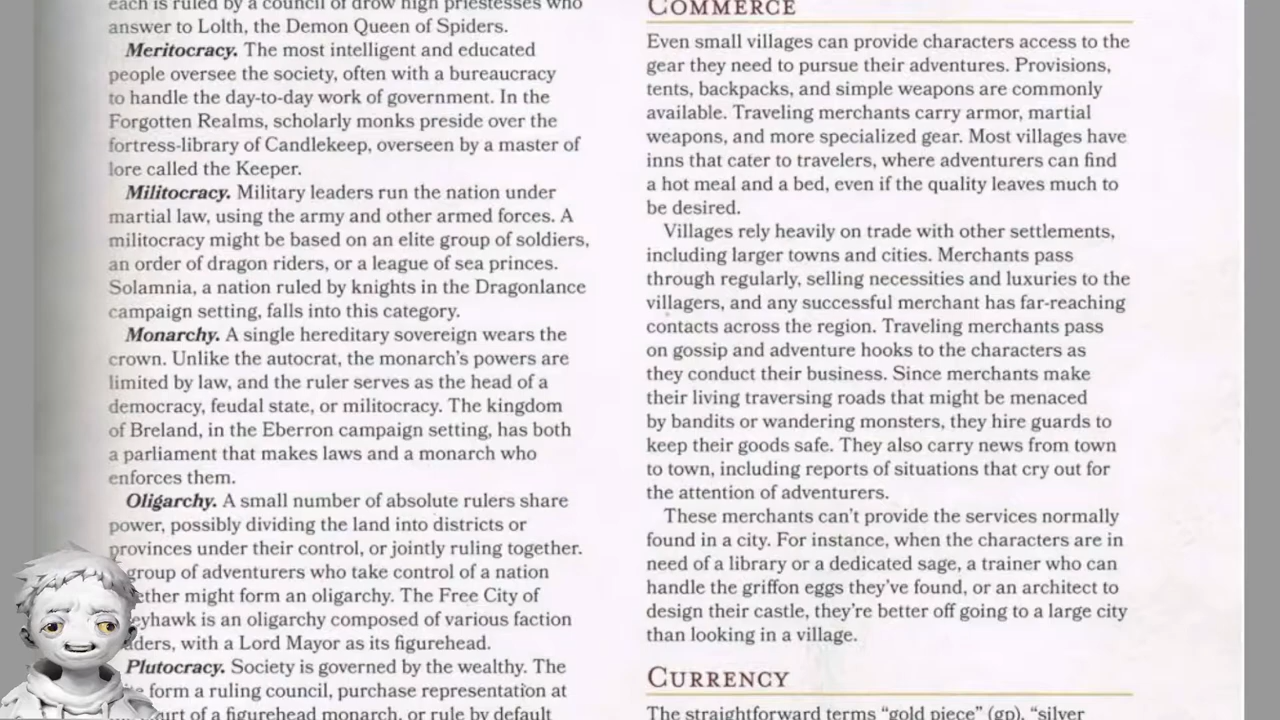 each is ruled by a council of drow high priestesses who
answer to Lolth, the Demon Queen of Spiders.
Meritocracy. The most intelligent and educated
people oversee the society, often with a bureaucracy
to handle the day-to-day work of government. In the
Forgotten Realms, scholarly monks preside over the
fortress-library of Candlekeep, overseen by a master of
lore called the Keeper.
Militocracy. Military leaders run the nation under
martial law, using the army and other armed forces. A
militocracy might be based on an elite group of soldiers,
an order of dragon riders, or a league of sea princes.
Solamnia, a nation ruled by knights in the Dragonlance
campaign setting, falls into this category.
Monarchy. A single hereditary sovereign wears the
crown. Unlike the autocrat, the monarch's powers are
limited by law, and the ruler serves as the head of a
democracy, feudal state, or militocracy. The kingdom
of Breland, in the Eberron campaign setting, has both
a parliament that makes laws and a monarch who
enforces them.
Oligarchy. A small number of absolute rulers share
power, possibly dividing the land into districts or
provinces under their control, or jointly ruling together.
group of adventurers who take control of a nation
ether might form an oligarchy. The Free City of
eyhawk is an oligarchy composed of various faction
aders, with a Lord Mayor as its figurehead.
Plutocracy. Society is governed by the wealthy. The
form a ruling council, purchase representation at
urt of a figurehead monarch, or rule by default
COMMERCE
Even small villages can provide characters access to the
gear they need to pursue their adventures. Provisions,
tents, backpacks, and simple weapons are commonly
available. Traveling merchants carry armor, martial
weapons, and more specialized gear. Most villages have
inns that cater to travelers, where adventurers can find
a hot meal and a bed, even if the quality leaves much to
be desired.
Villages rely heavily on trade with other settlements,
including larger towns and cities. Merchants pass
through regularly, selling necessities and luxuries to the
villagers, and any successful merchant has far-reaching
contacts across the region. Traveling merchants pass
on gossip and adventure hooks to the characters as
they conduct their business. Since merchants make
their living traversing roads that might be menaced
by bandits or wandering monsters, they hire guards to
keep their goods safe. They also carry news from town
to town, including reports of situations that cry out for
the attention of adventurers.
These merchants can't provide the services normally
found in a city. For instance, when the characters are in
need of a library or a dedicated sage, a trainer who can
handle the griffon eggs they've found, or an architect to
design their castle, they're better off going to a large city
than looking in a village.
CURRENCY
The straightforward terms "gold piece" (gp), "silver